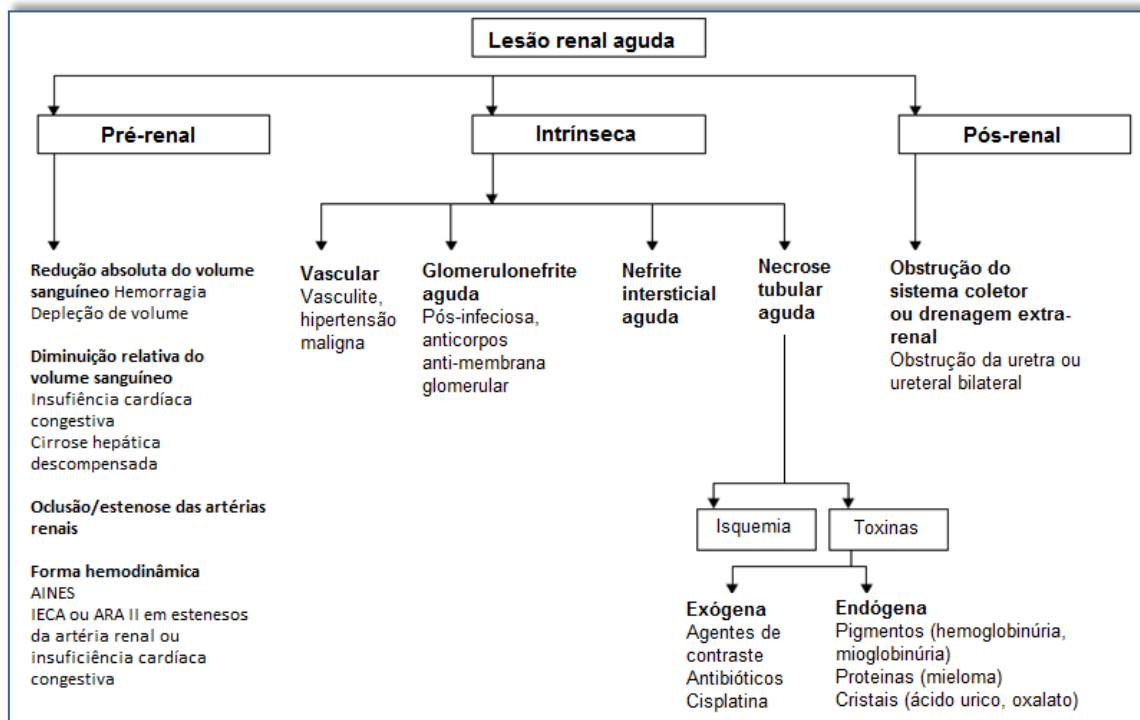 Lesão renal aguda
Pré-renal
Intrínseca
Pós-renal
Redução absoluta do volume
sanguíneo Hemorragia
Depleção de volume
Diminuição relativa do
volume sanguíneo
Insufiência cardíaca
congestiva
Cirrose hepática
descompensada
Oclusão/estenose das artérias
renais
Forma hemodinâmica
AINES
IECA ou ARA II em estenesos
da artéria renal ou
insuficiência cardíaca
congestiva
Vascular
Vasculite,
hipertensão
maligna
Glomerulonefrite
aguda
Pós-infeciosa,
anticorpos
anti-membrana
glomerular
Nefrite
intersticial
aguda
Necrose
tubular
aguda
Obstrução do
sistema coletor
ou drenagem extra-
renal
Obstrução da uretra ou
ureteral bilateral
Isquemia
Toxinas
Exógena
Agentes de
contraste
Antibióticos
Cisplatina
Endógena
Pigmentos (hemoglobinúria,
mioglobinúria)
Proteinas (mieloma)
Cristais (ácido urico, oxalato)